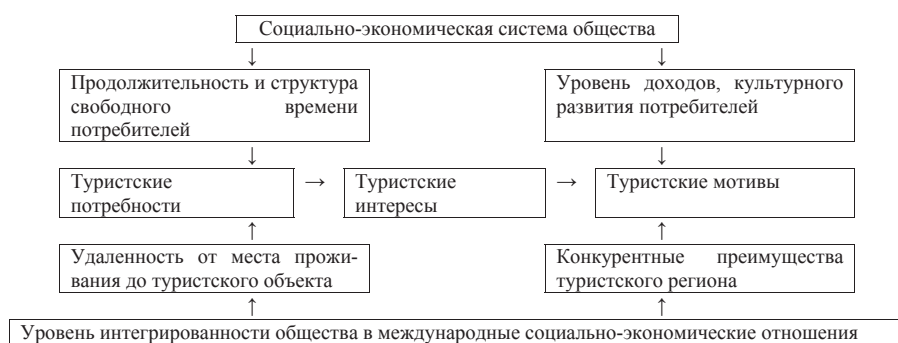 Социально-экономическая система общества
↓ ↓
Продолжительность и структура
свободного времени
потребителей
Уровень доходов, культурного
развития потребителей
↓ ↓
Туристские
потребности
→
Туристские
интересы
→
Туристские мотивы
↑ ↑
Удаленность от места прожи-
вания до туристского объекта
Конкурентные преимущества
туристского региона
↑ ↑
Уровень интегрированности общества в международные социально-экономические отношения